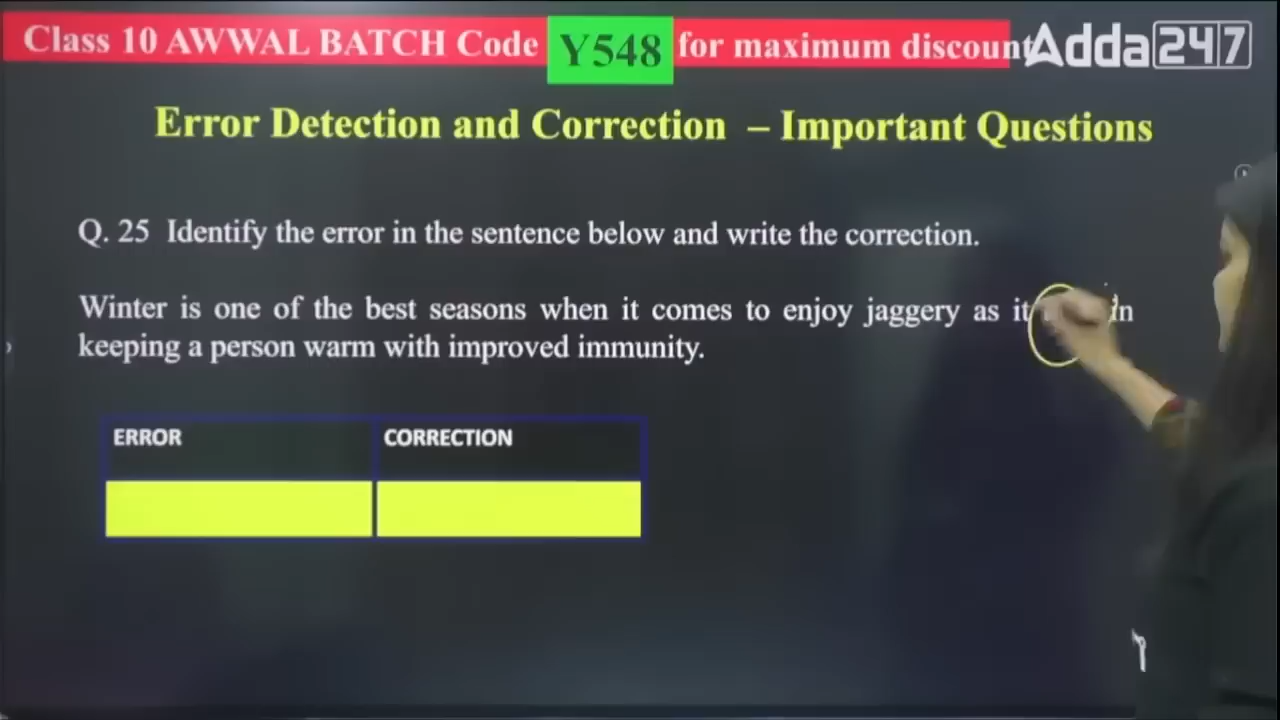 Class 10 AWWAL BATCH Code Y548 for maximum discount
Adda247
Error Detection and Correction – Important Questions
Q. 25 Identify the error in the sentence below and write the correction.
Winter is one of the best seasons when it comes to enjoy jaggery as it in
keeping a person warm with improved immunity.
ERROR CORRECTION